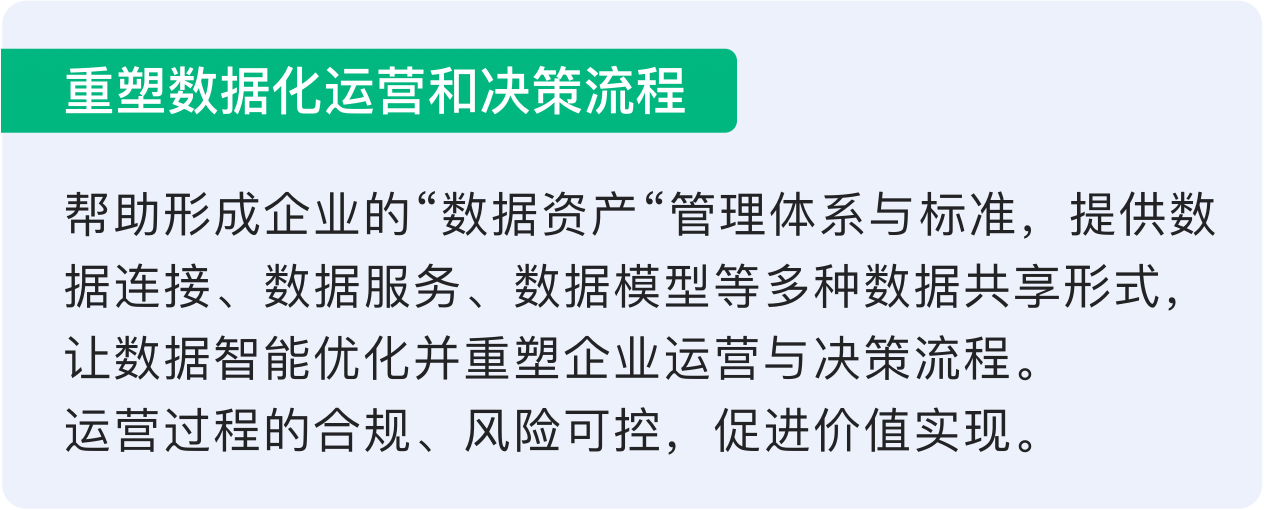 重塑数据化运营和决策流程
帮助形成企业的“数据资产“管理体系与标准，提供数
据连接、数据服务、数据模型等多种数据共享形式，
让数据智能优化并重塑企业运营与决策流程。
运营过程的合规、风险可控，促进价值实现。